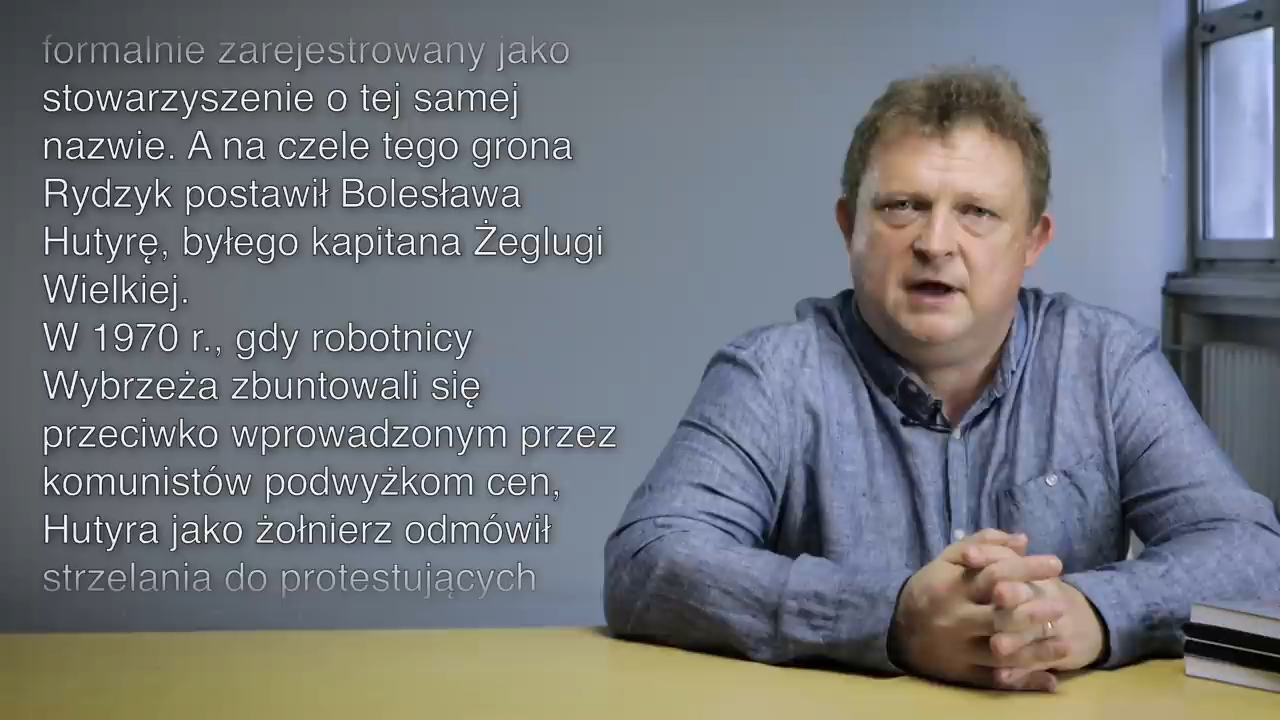 formalnie zarejestrowany jako
stowarzyszenie o tej samej
nazwie. A na czele tego grona
Rydzyk postawił Bolesława
Hutyrę, byłego kapitana Żeglugi
Wielkiej.
W 1970 r., gdy robotnicy
Wybrzeża zbuntowali się
przeciwko wprowadzonym przez
komunistów podwyżkom cen,
Hutyra jako żołnierz odmówił
strzelania do protestujących